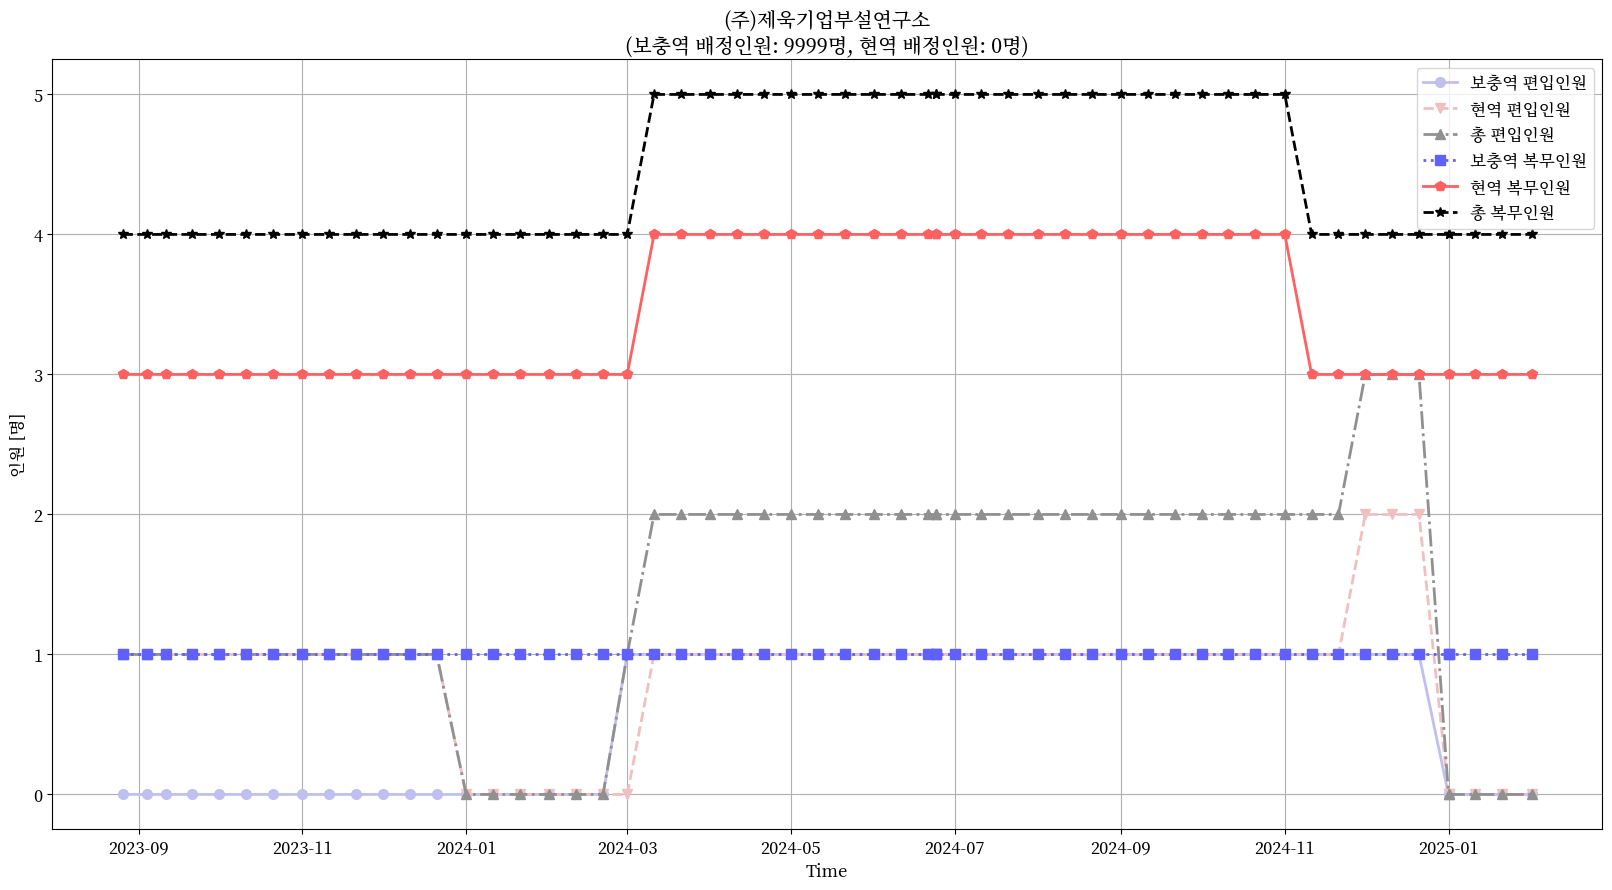 (주)제욱기업부설연구소
(보충역 배정인원: 9999명, 현역 배정인원: 0명)
보충역 편입인원
현역 편입인원
총 편입인원
보충역 복무인원
현역 복무인원
총 복무인원
인원 [명]
5
4
3
2
1
0
2023-09 2023-11 2024-01 2024-03 2024-05 2024-07 2024-09 2024-11 2025-01
Time